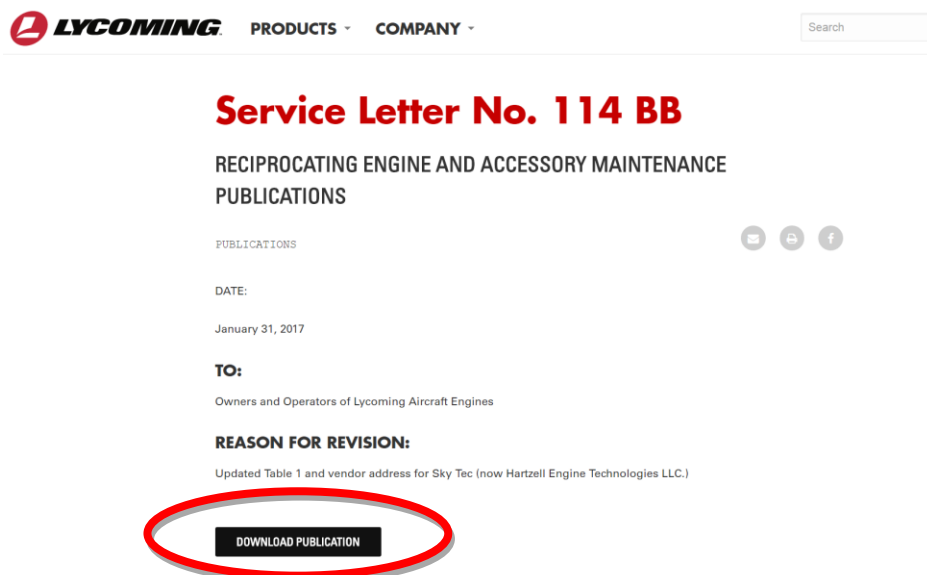 LYCOMING. PRODUCTS COMPANY Search
Service Letter No. 114 BB
RECIPROCATING ENGINE AND ACCESSORY MAINTENANCE
PUBLICATIONS
PUBLICATIONS
DATE:
January 31, 2017
TO:
Owners and Operators of Lycoming Aircraft Engines
REASON FOR REVISION:
Updated Table 1 and vendor address for Sky Tec (now Hartzell Engine Technologies LLC.)
DOWNLOAD PUBLICATION